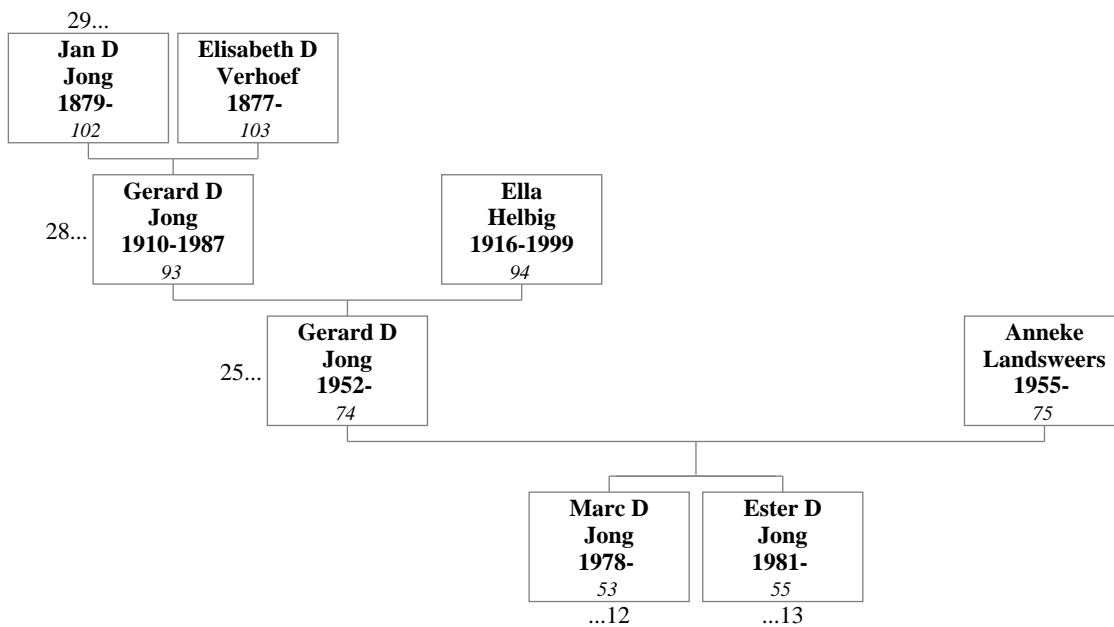 29...
Jan D
Jong
1879-
102
Elisabeth D
Verhoef
1877-
103
28...
Gerard D
Jong
1910-1987
93
Ella
Helbig
1916-1999
94
25...
Gerard D
Jong
1952-
74
Anneke
Landsweers
1955-
75
Marc D
Jong
1978-
53
...12
Ester D
Jong
1981-
55
...13